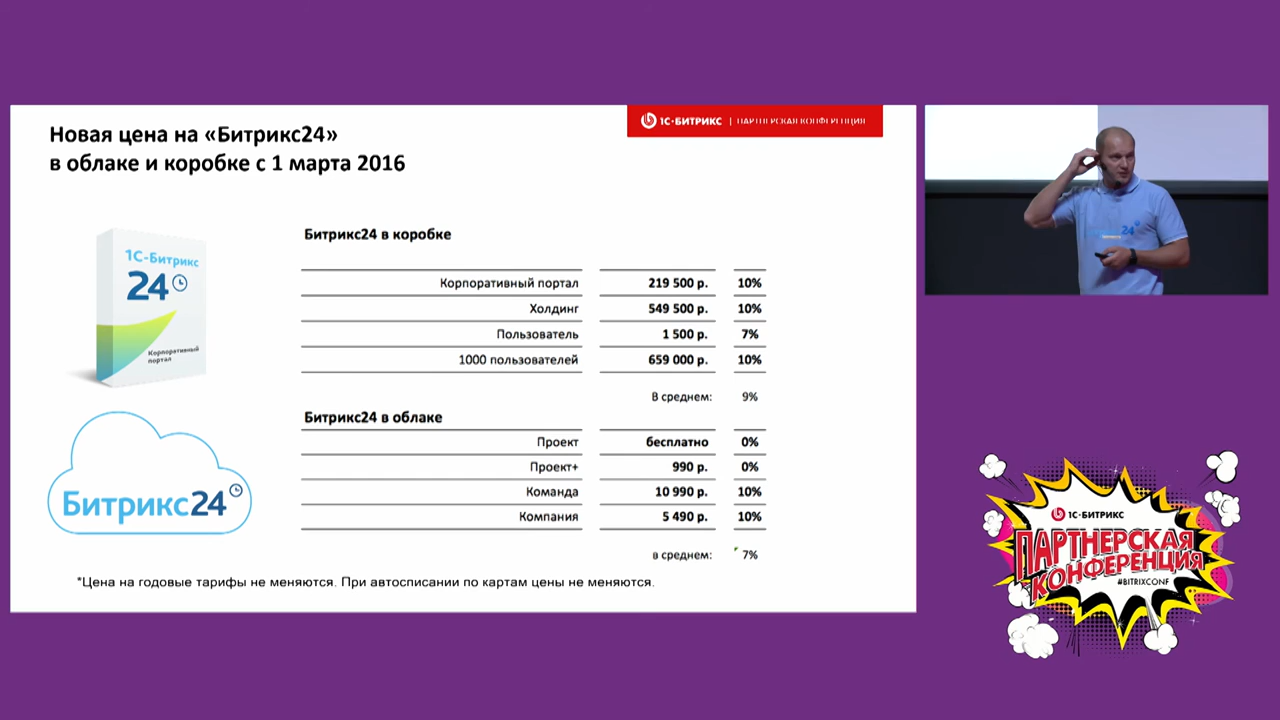 Новая цена на «Битрикс24»
в облаке и коробке с 1 марта 2016
1С-БИТРИКС | ПАРТНЕРСКАЯ КОНФЕРЕНЦИЯ
1С-Битрикс
24
Корпоративный
портал
Битрикс24 в коробке
Корпоративный портал 219 500 р. 10%
Холдинг 549 500 р. 10%
Пользователь 1 500 р. 7%
1000 пользователей 659 000 р. 10%
В среднем: 9%
Битрикс24 в облаке
Проект бесплатно 0%
Проект+ 990 р. 0%
Команда 10 990 р. 10%
Компания 5 490 р. 10%
в среднем: 7%
Битрикс24
*Цена на годовые тарифы не меняются. При автосписании по картам цены не меняются.
24
1С-БИТРИКС
ПАРТНЕРСКАЯ
КОНФЕРЕНЦИЯ
#BITRIXCONF